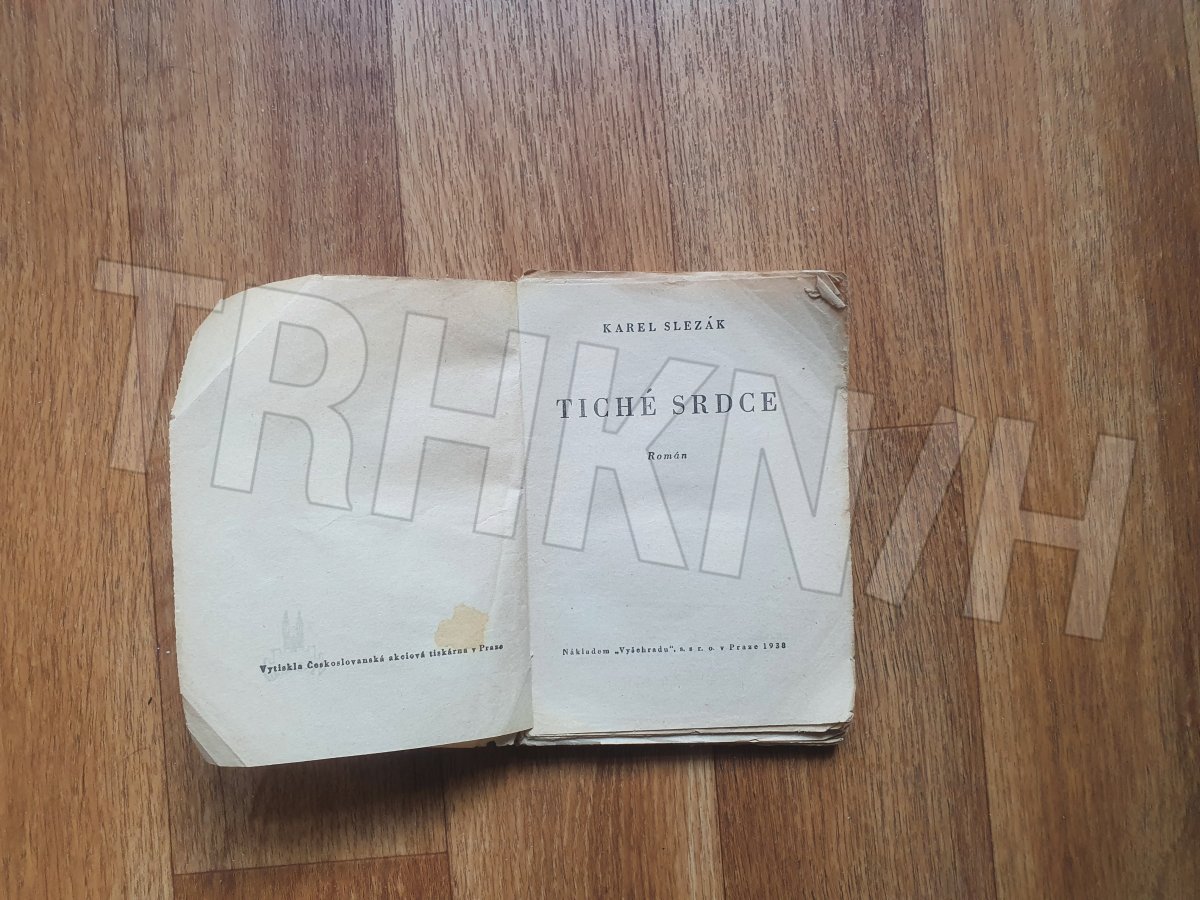 Vytiskla Československá akciová tiskárna v Praze
KAREL SLEZÁK
TICHÉ SRDCE
Román
Nákladem „Vyšehradu", s. s r. o. v Praze 1938
TRHKNIH